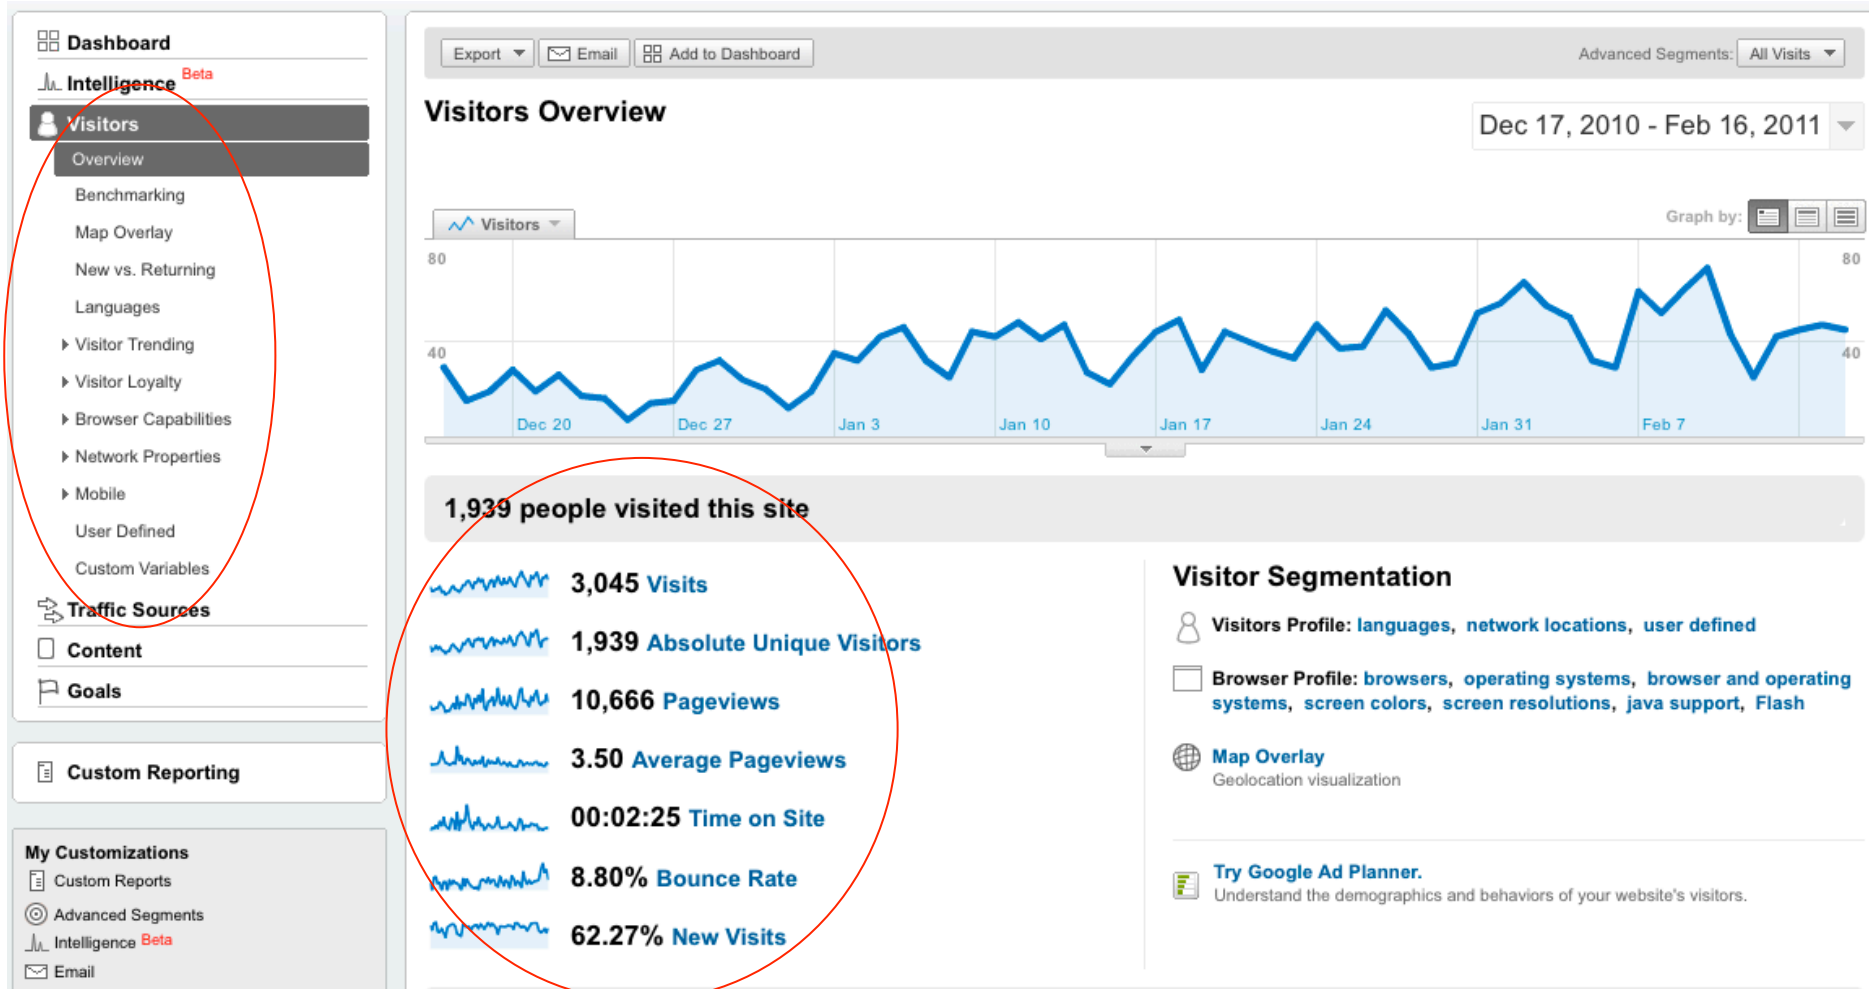 Dashboard
Intelligence Beta
Visitors
Overview
Benchmarking
Map Overlay
New vs. Returning
Languages
Visitor Trending
Visitor Loyalty
Browser Capabilities
Network Properties
Mobile
User Defined
Custom Variables
Traffic Sources
Content
Goals
Custom Reporting
My Customizations
Custom Reports
Advanced Segments
Intelligence Beta
Email
Export Email Add to Dashboard
Advanced Segments: All Visits
Visitors Overview
Dec 17, 2010 - Feb 16, 2011
Visitors
Graph by:
80 80
40 40
Dec 20 Dec 27 Jan 3 Jan 10 Jan 17 Jan 24 Jan 31 Feb 7
1,939 people visited this site
3,045 Visits
1,939 Absolute Unique Visitors
10,666 Pageviews
3.50 Average Pageviews
00:02:25 Time on Site
8.80% Bounce Rate
62.27% New Visits
Visitor Segmentation
Visitors Profile: languages, network locations, user defined
Browser Profile: browsers, operating systems, browser and operating
systems, screen colors, screen resolutions, java support, Flash
Map Overlay
Geolocation visualization
Try Google Ad Planner.
Understand the demographics and behaviors of your website's visitors.